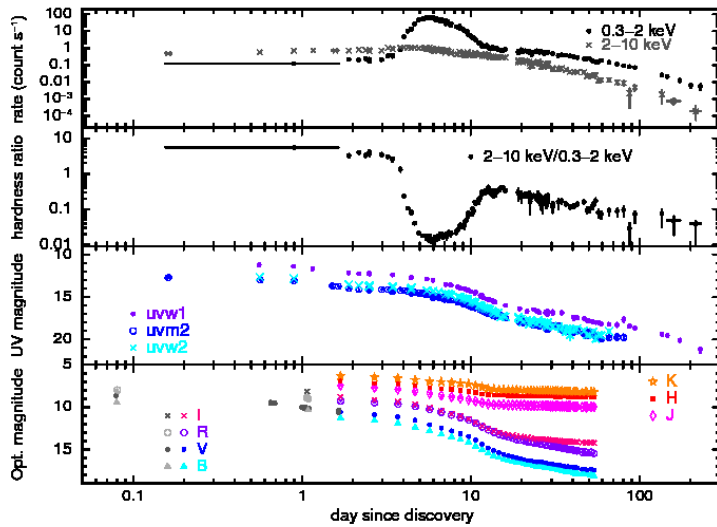 rate (count s⁻¹)
100
10
1
0.1
0.01
10⁻³
10⁻⁴
0.3−2 keV
2−10 keV
hardness ratio
10
1
0.1
0.01
2−10 keV/0.3−2 keV
UV magnitude
10
15
20
uvw1
uvm2
uvw2
Opt. magnitude
5
10
15
I
R
V
B
K
H
J
0.1
1
10
100
day since discovery